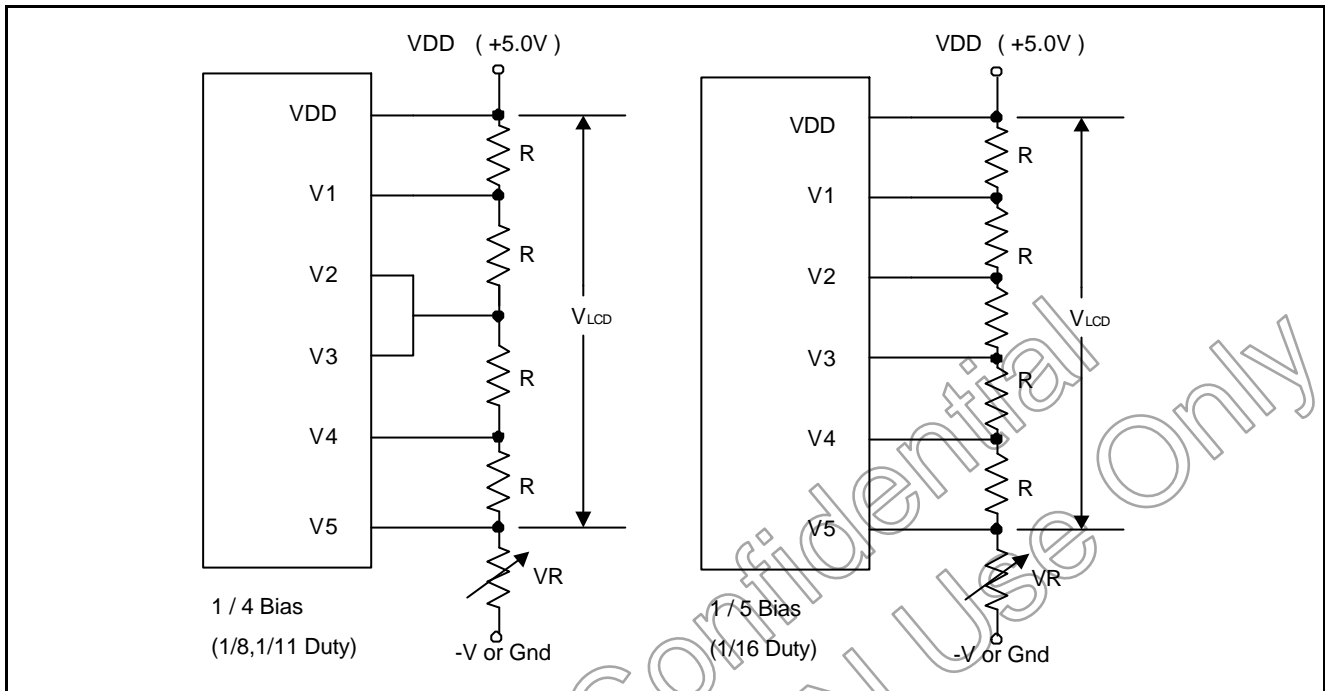 VDD ( +5.0V )
VDD
R
V1
R
V2
VLCD
V3
R
V4
R
V5
VR
1 / 4 Bias
(1/8,1/11 Duty)
-V or Gnd
VDD ( +5.0V )
VDD
R
V1
R
V2
VLCD
V3
R
V4
R
V5
VR
1 / 5 Bias
(1/16 Duty)
-V or Gnd
Confidential
Use Only